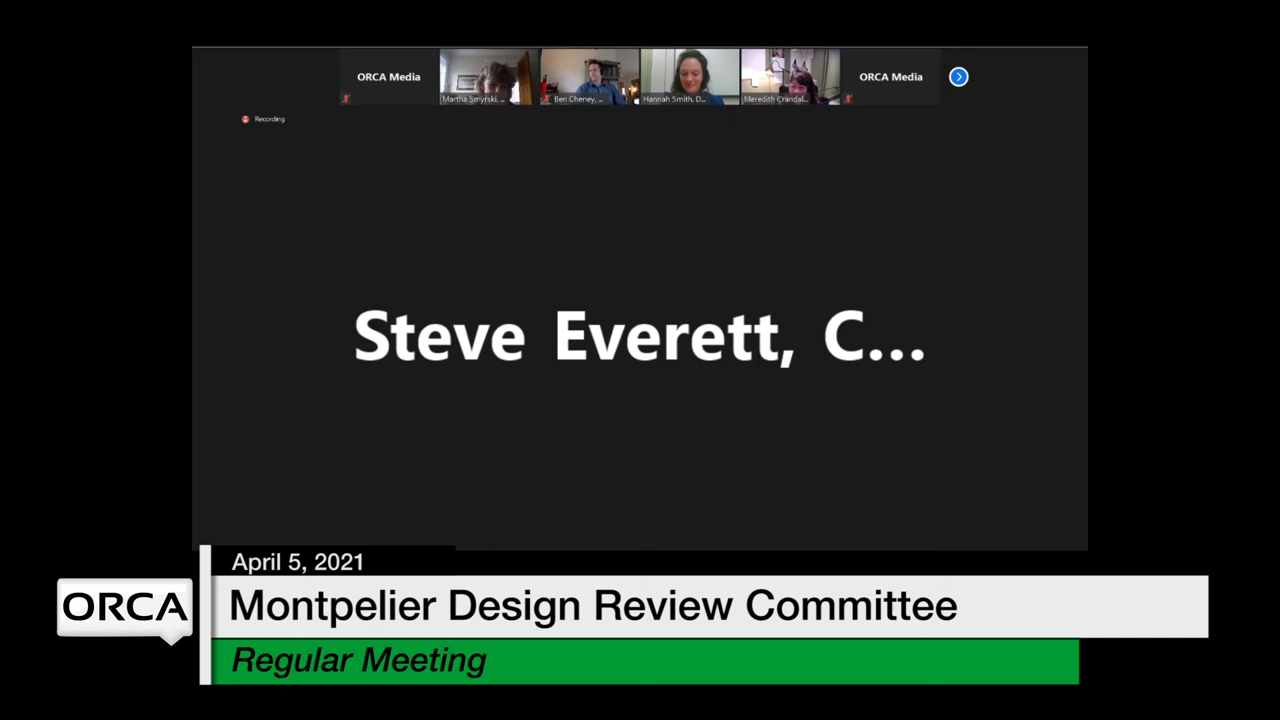 ORCA Media
Martha Smyrski, ...
Ben Cheney, ...
Hannah Smith, D...
Meredith Crandal...
ORCA Media
Recording
Steve Everett, C...
April 5, 2021
ORCA
Montpelier Design Review Committee
Regular Meeting